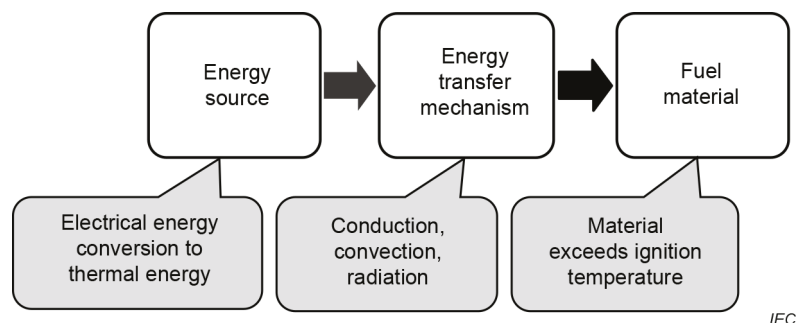 Energy
source
Energy
transfer
mechanism
Fuel
material
Electrical energy
conversion to
thermal energy
Conduction,
convection,
radiation
Material
exceeds ignition
temperature
IEC